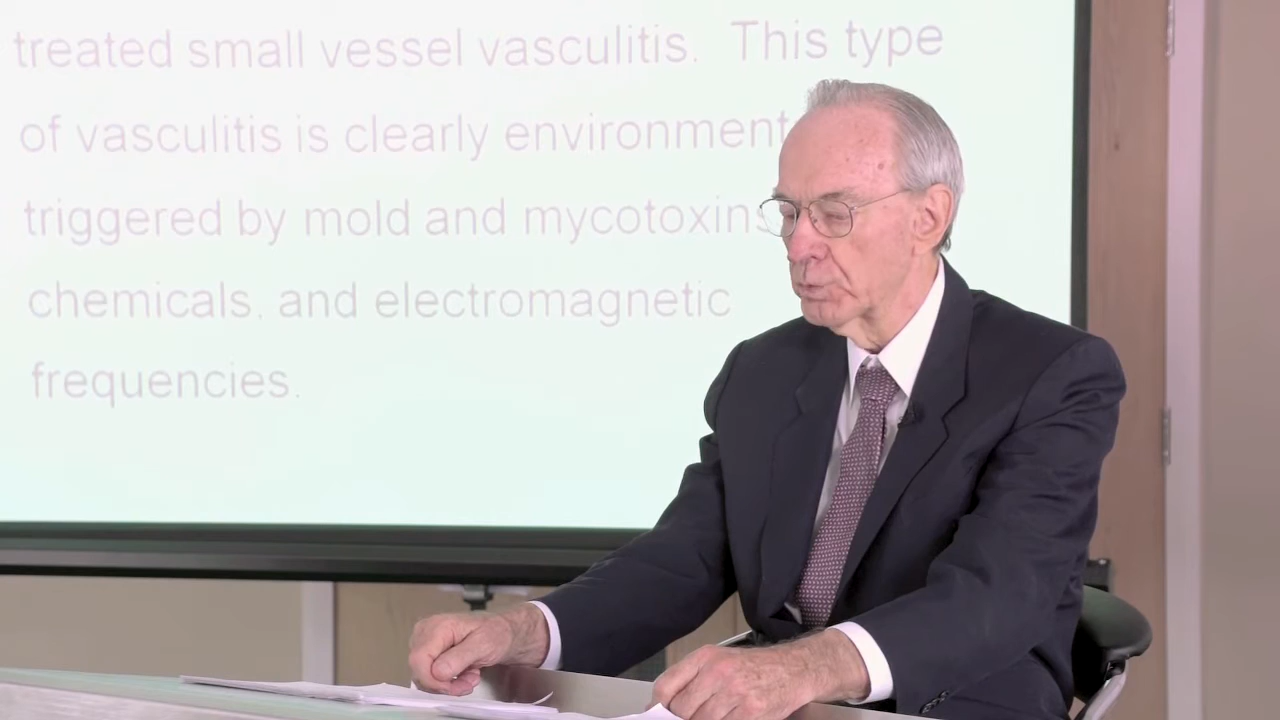 treated small vessel vasculitis. This type
of vasculitis is clearly environment
triggered by mold and mycotoxins
chemicals, and electromagnetic
frequencies.